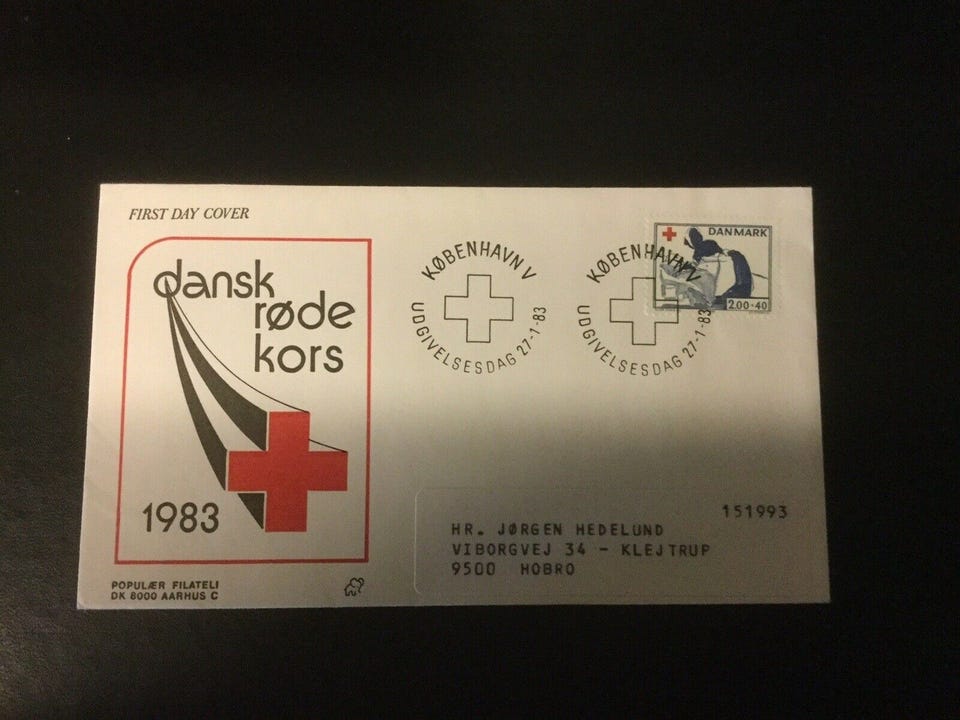 FIRST DAY COVER
dansk
røde
kors
1983
POPULÆR FILATELI
DK 8000 AARHUS C
KØBENHAVN V
UDGIVELSESDAG 27-1-83
KØBENHAVN V
UDGIVELSESDAG 27-1-83
DANMARK
2.00+40
151993
HR. JØRGEN HEDELUND
VIBORGVEJ 34 - KLEJTRUP
9500 HOBRO